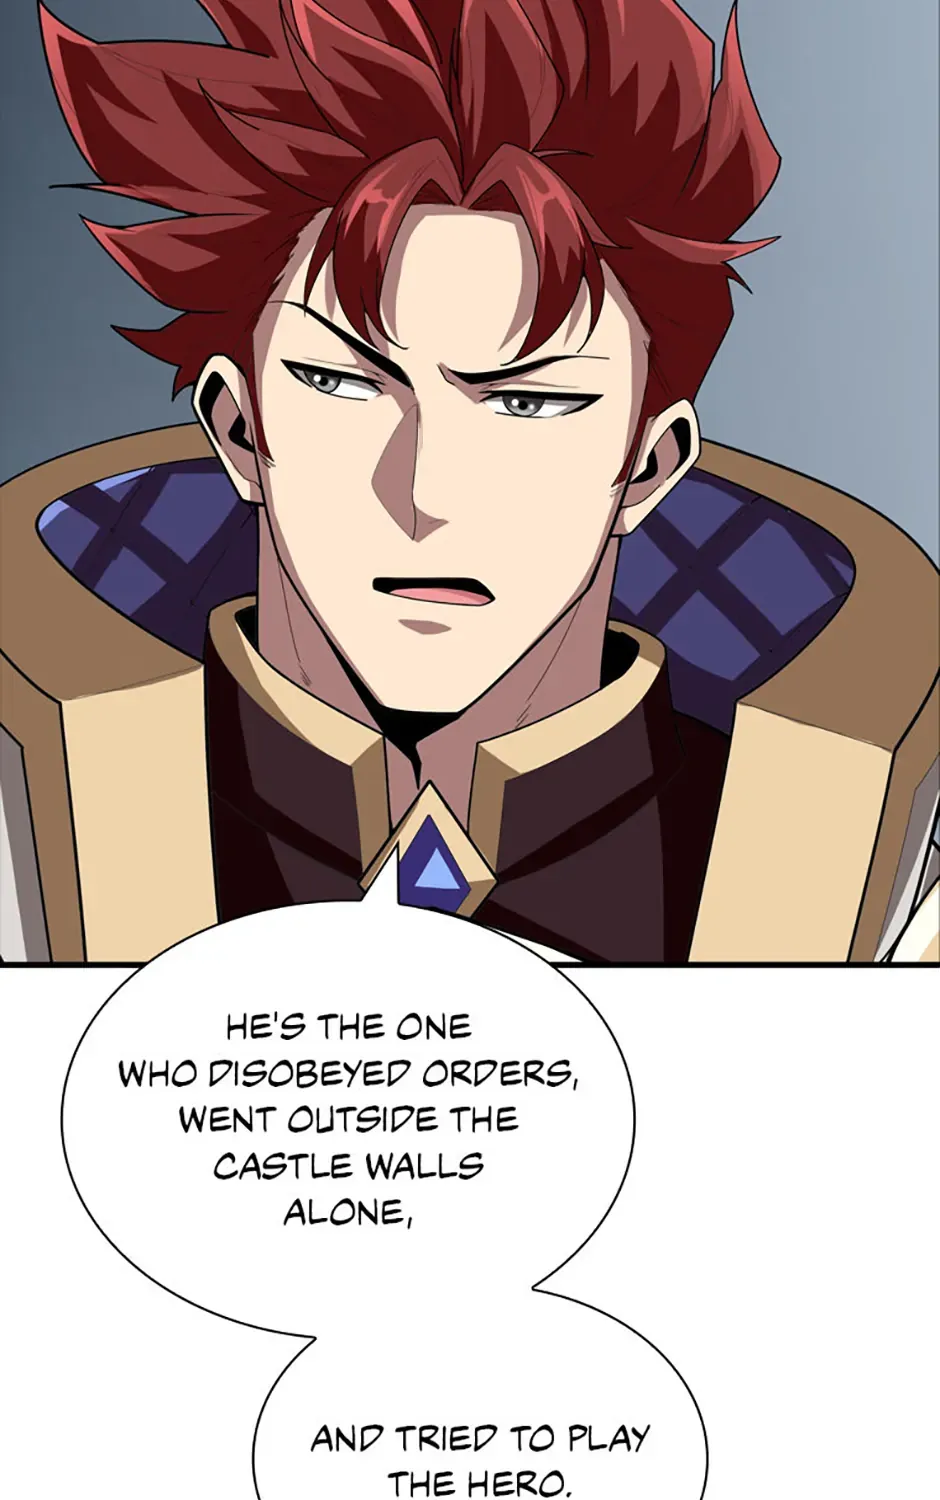 HE'S THE ONE
WHO DISOBEYED ORDERS,
WENT OUTSIDE THE
CASTLE WALLS
ALONE,
AND TRIED TO PLAY
THE HERO.